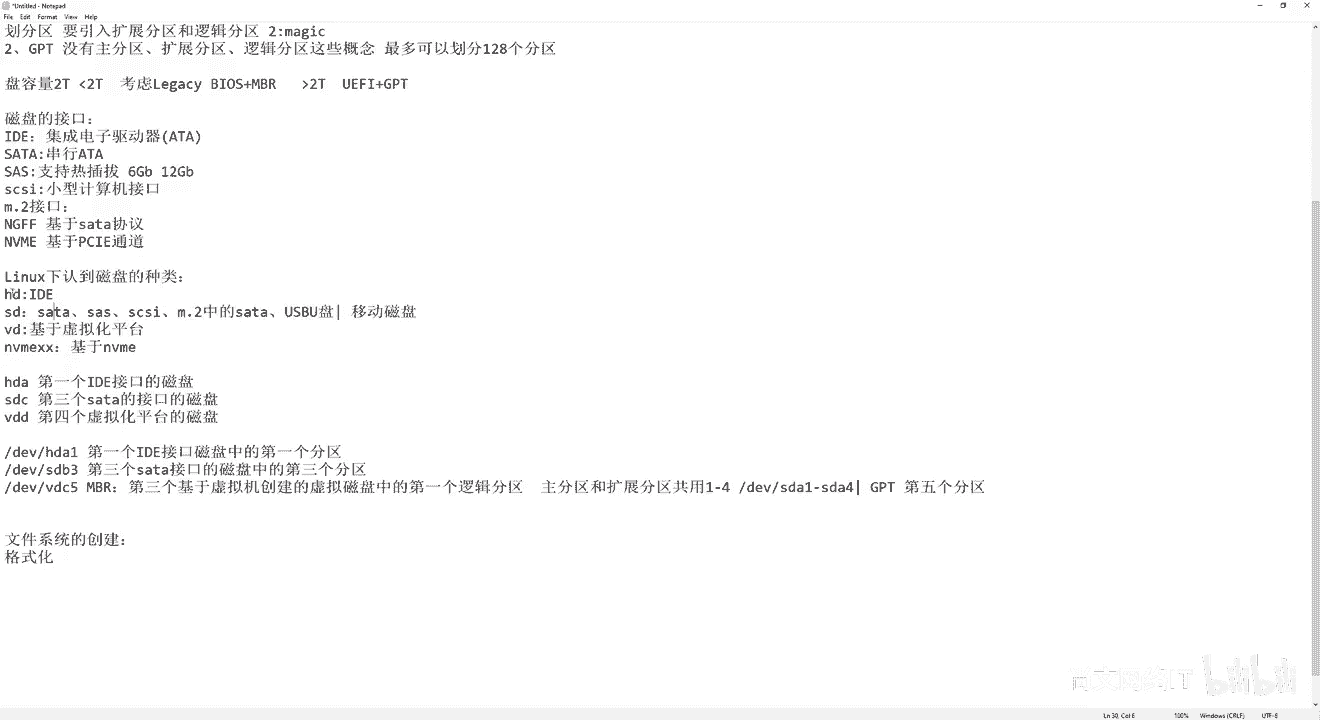 *Untitled - Notepad
File Edit Format View Help
划分区 要引入扩展分区和逻辑分区 2:magic
2、GPT 没有主分区、扩展分区、逻辑分区这些概念 最多可以划分128个分区
盘容量2T <2T 考虑Legacy BIOS+MBR >2T UEFI+GPT
磁盘的接口：
IDE：集成电子驱动器(ATA)
SATA:串行ATA
SAS:支持热插拔 6Gb 12Gb
scsi:小型计算机接口
m.2接口：
NGFF 基于sata协议
NVME 基于PCIE通道
Linux下认到磁盘的种类：
hd:IDE
sd：sata、sas、scsi、m.2中的sata、USBU盘| 移动磁盘
vd:基于虚拟化平台
nvmexx：基于nvme
hda 第一个IDE接口的磁盘
sdc 第三个sata的接口的磁盘
vdd 第四个虚拟化平台的磁盘
/dev/hda1 第一个IDE接口磁盘中的第一个分区
/dev/sdb3 第三个sata接口的磁盘中的第三个分区
/dev/vdc5 MBR：第三个基于虚拟机创建的虚拟磁盘中的第一个逻辑分区 主分区和扩展分区共用1-4 /dev/sda1-sda4| GPT 第五个分区
文件系统的创建：
格式化
尚文网络IT bilibili
Ln 30, Col 6 100% Windows (CRLF) UTF-8